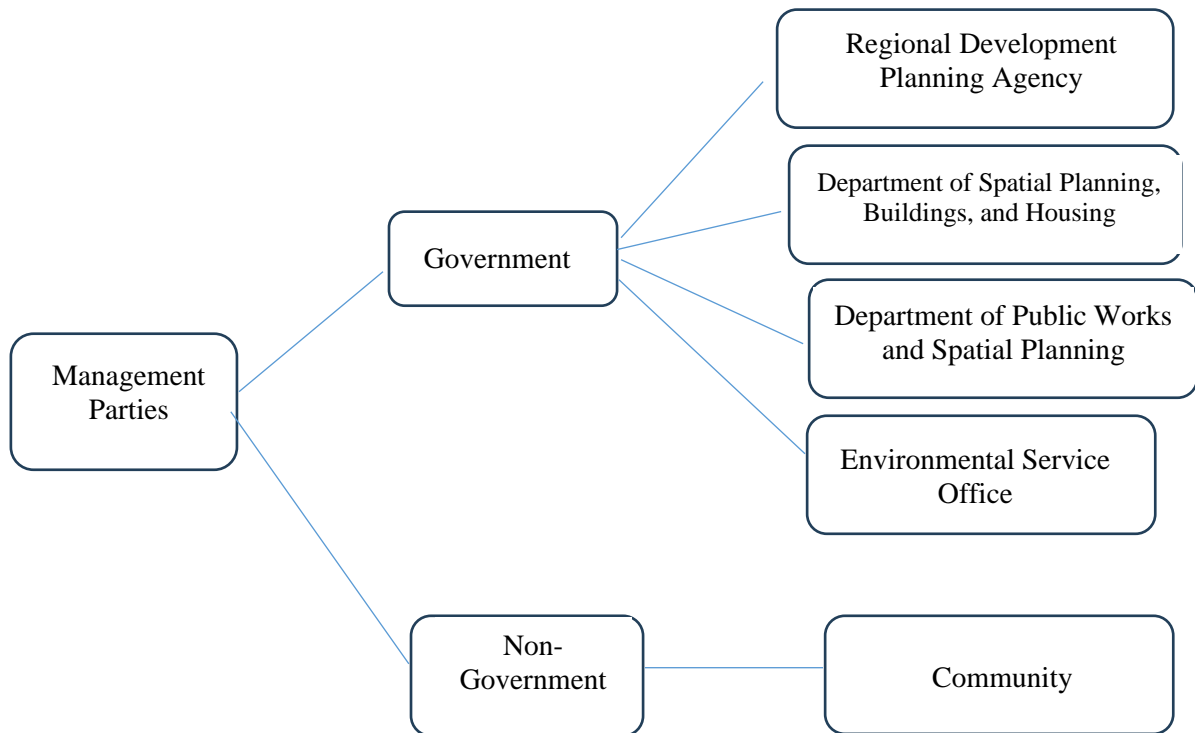 Regional Development
Planning Agency
Department of Spatial Planning,
Buildings, and Housing
Government
Department of Public Works
and Spatial Planning
Management
Parties
Environmental Service
Office
Non-
Government
Community